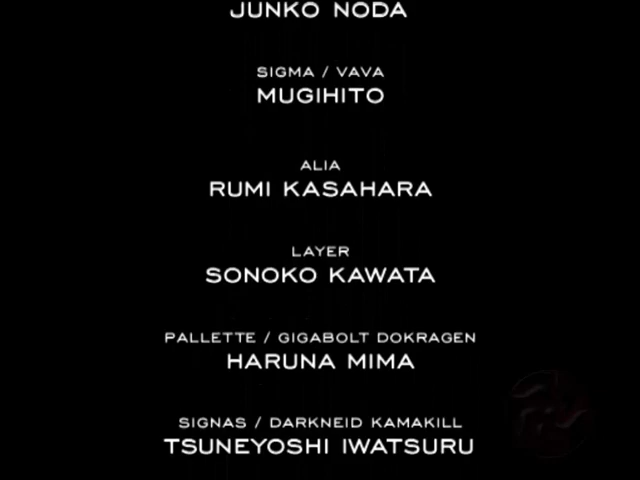 JUNKO NODA
SIGMA / VAVA
MUGIHITO
ALIA
RUMI KASAHARA
LAYER
SONOKO KAWATA
PALLETTE / GIGABOLT DOKRAGEN
HARUNA MIMA
SIGNAS / DARKNEID KAMAKILL
TSUNEYOSHI IWATSURU